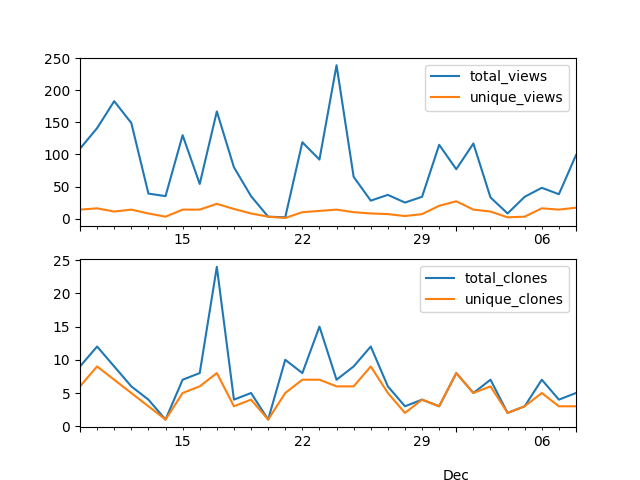 250
200
150
100
50
0
total_views
unique_views
15 22 29 06
25
20
15
10
5
0
total_clones
unique_clones
15 22 29 06
Dec